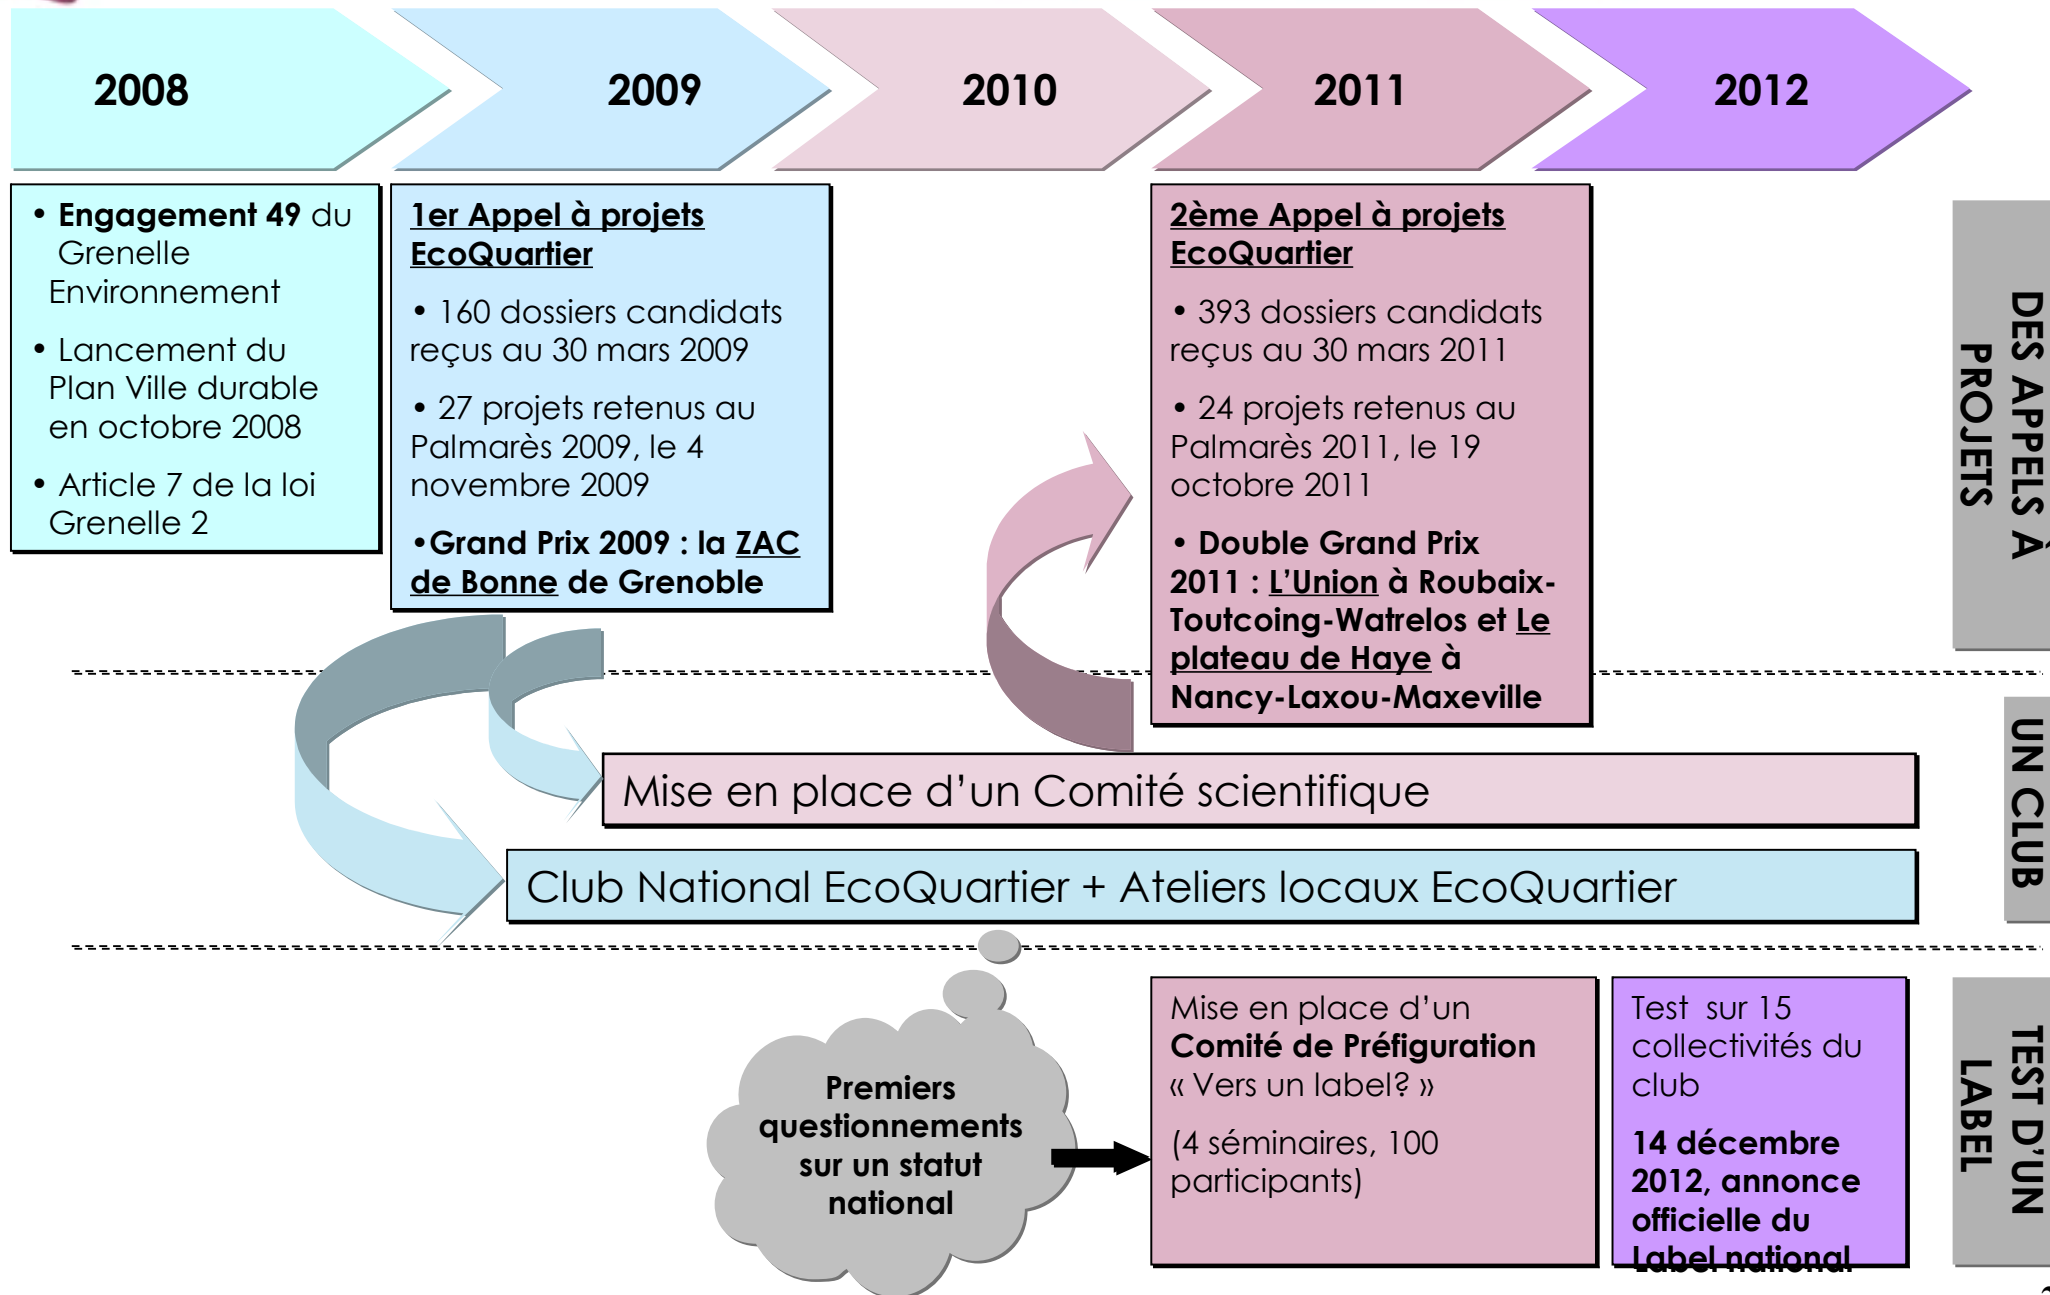 2008
2009
2010
2011
2012
• Engagement 49 du
Grenelle
Environnement
• Lancement du
Plan Ville durable
en octobre 2008
• Article 7 de la loi
Grenelle 2
1er Appel à projets
EcoQuartier
• 160 dossiers candidats
reçus au 30 mars 2009
• 27 projets retenus au
Palmarès 2009, le 4
novembre 2009
•Grand Prix 2009 : la ZAC
de Bonne de Grenoble
2ème Appel à projets
EcoQuartier
• 393 dossiers candidats
reçus au 30 mars 2011
• 24 projets retenus au
Palmarès 2011, le 19
octobre 2011
• Double Grand Prix
2011 : L’Union à Roubaix-
Toutcoing-Watrelos et Le
plateau de Haye à
Nancy-Laxou-Maxeville
DES APPELS À
PROJETS
Mise en place d’un Comité scientifique
Club National EcoQuartier + Ateliers locaux EcoQuartier
UN CLUB
Premiers
questionnements
sur un statut
national
Mise en place d’un
Comité de Préfiguration
« Vers un label? »
(4 séminaires, 100
participants)
Test sur 15
collectivités du
club
14 décembre
2012, annonce
officielle du
Label national
TEST D’UN
LABEL